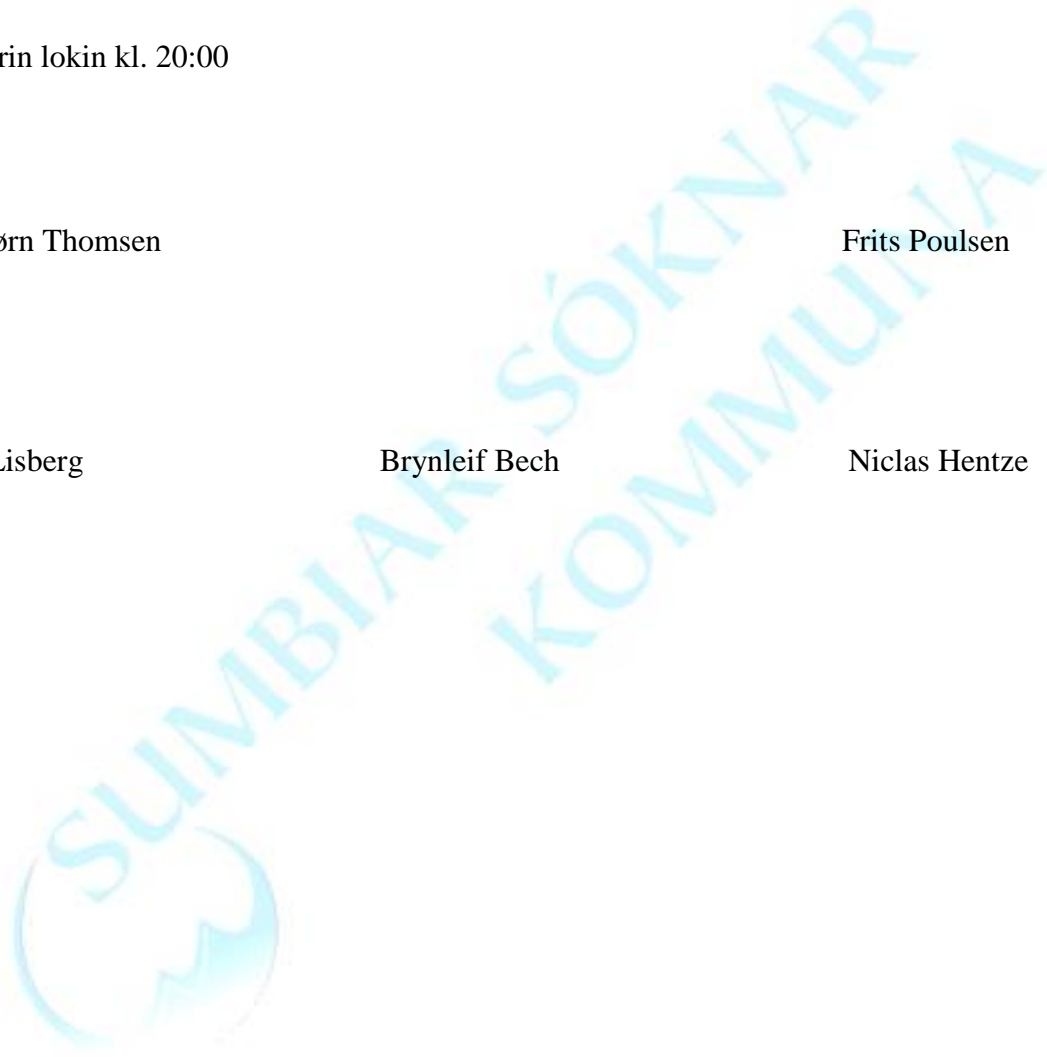 rin lokin kl. 20:00
ørn Thomsen Frits Poulsen
Lisberg Brynleif Bech Niclas Hentze
SUMBIAR SÓKNAR
KOMMUNA